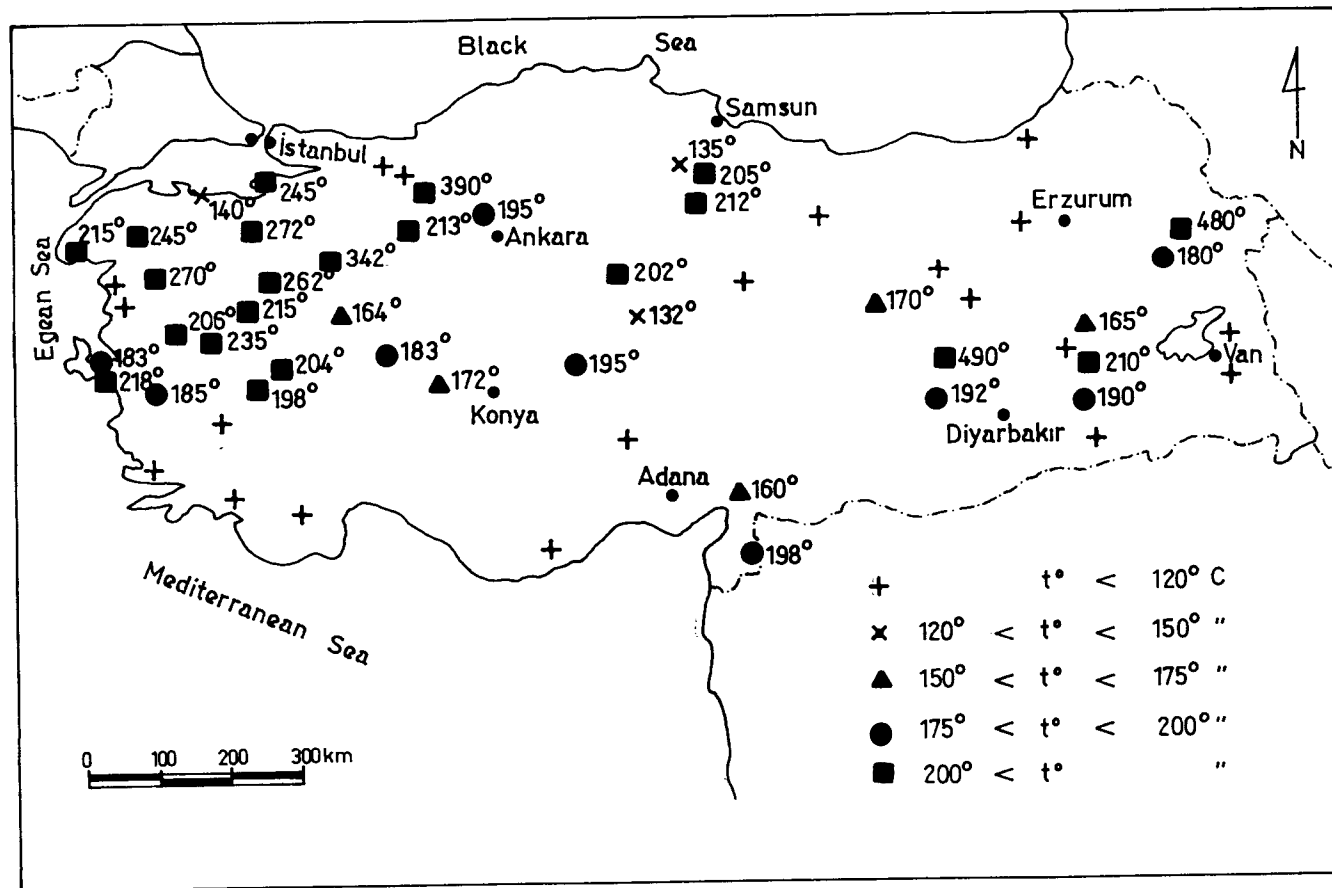 Black Sea
Samsun
İstanbul
135°
205°
212°
245°
140°
390°
195°
Ankara
213°
272°
245°
215°
342°
270°
262°
215°
164°
206°
235°
183°
218°
185°
204°
198°
183°
172°
Konya
Egean Sea
202°
132°
195°
Erzurum
480°
180°
170°
165°
Van
490°
210°
192°
190°
Diyarbakır
Adana
160°
198°
Mediterranean Sea
N
+ t° < 120° C
x 120° < t° < 150° "
▲ 150° < t° < 175° "
● 175° < t° < 200° "
■ 200° < t° "
0 100 200 300km